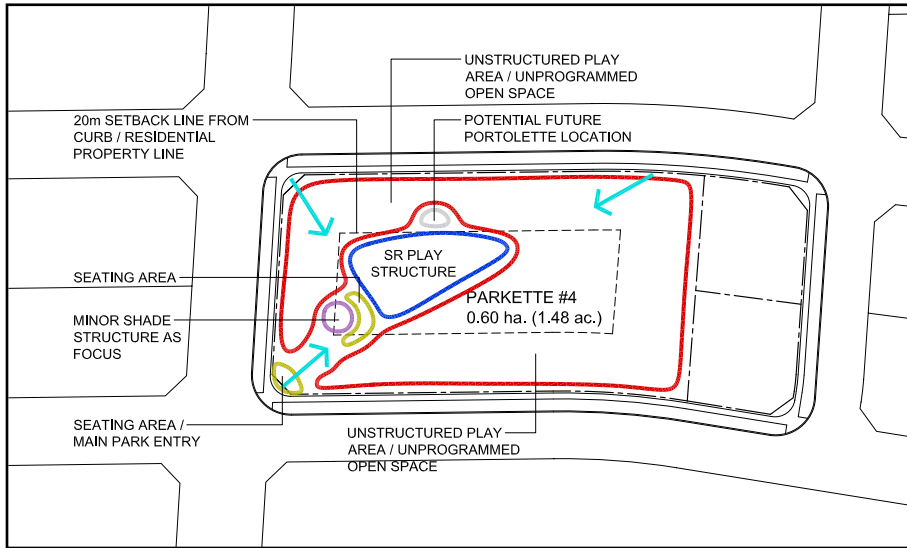 UNSTRUCTURED PLAY
AREA / UNPROGRAMMED
OPEN SPACE
20m SETBACK LINE FROM
CURB / RESIDENTIAL
PROPERTY LINE
POTENTIAL FUTURE
PORTOLETTE LOCATION
SR PLAY
STRUCTURE
SEATING AREA
PARKETTE #4
0.60 ha. (1.48 ac.)
MINOR SHADE
STRUCTURE AS
FOCUS
SEATING AREA /
MAIN PARK ENTRY
UNSTRUCTURED PLAY
AREA / UNPROGRAMMED
OPEN SPACE